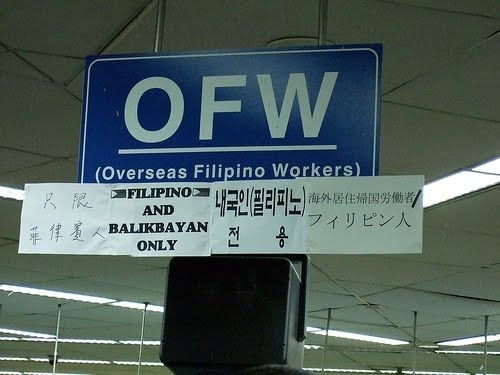 OFW
(Overseas Filipino Workers)
只限
菲律賓人
FILIPINO
AND
BALIKBAYAN
ONLY
내국인(필리피노)
전 용
海外居住帰国労働者/
フィリピン人